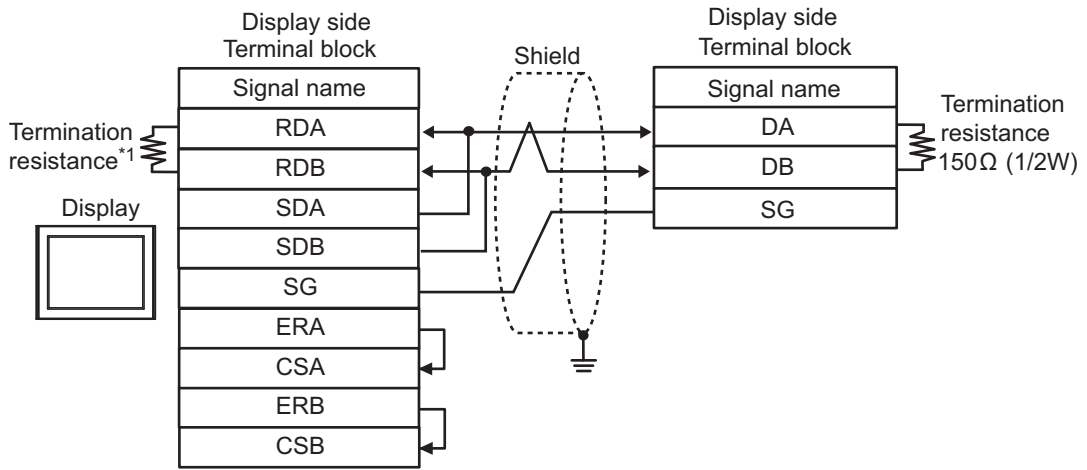 Display side
Terminal block
Signal name
RDA
RDB
SDA
SDB
SG
ERA
CSA
ERB
CSB
Termination
resistance*1
Display
Shield
Display side
Terminal block
Signal name
DA
DB
SG
Termination
resistance
150Ω (1/2W)